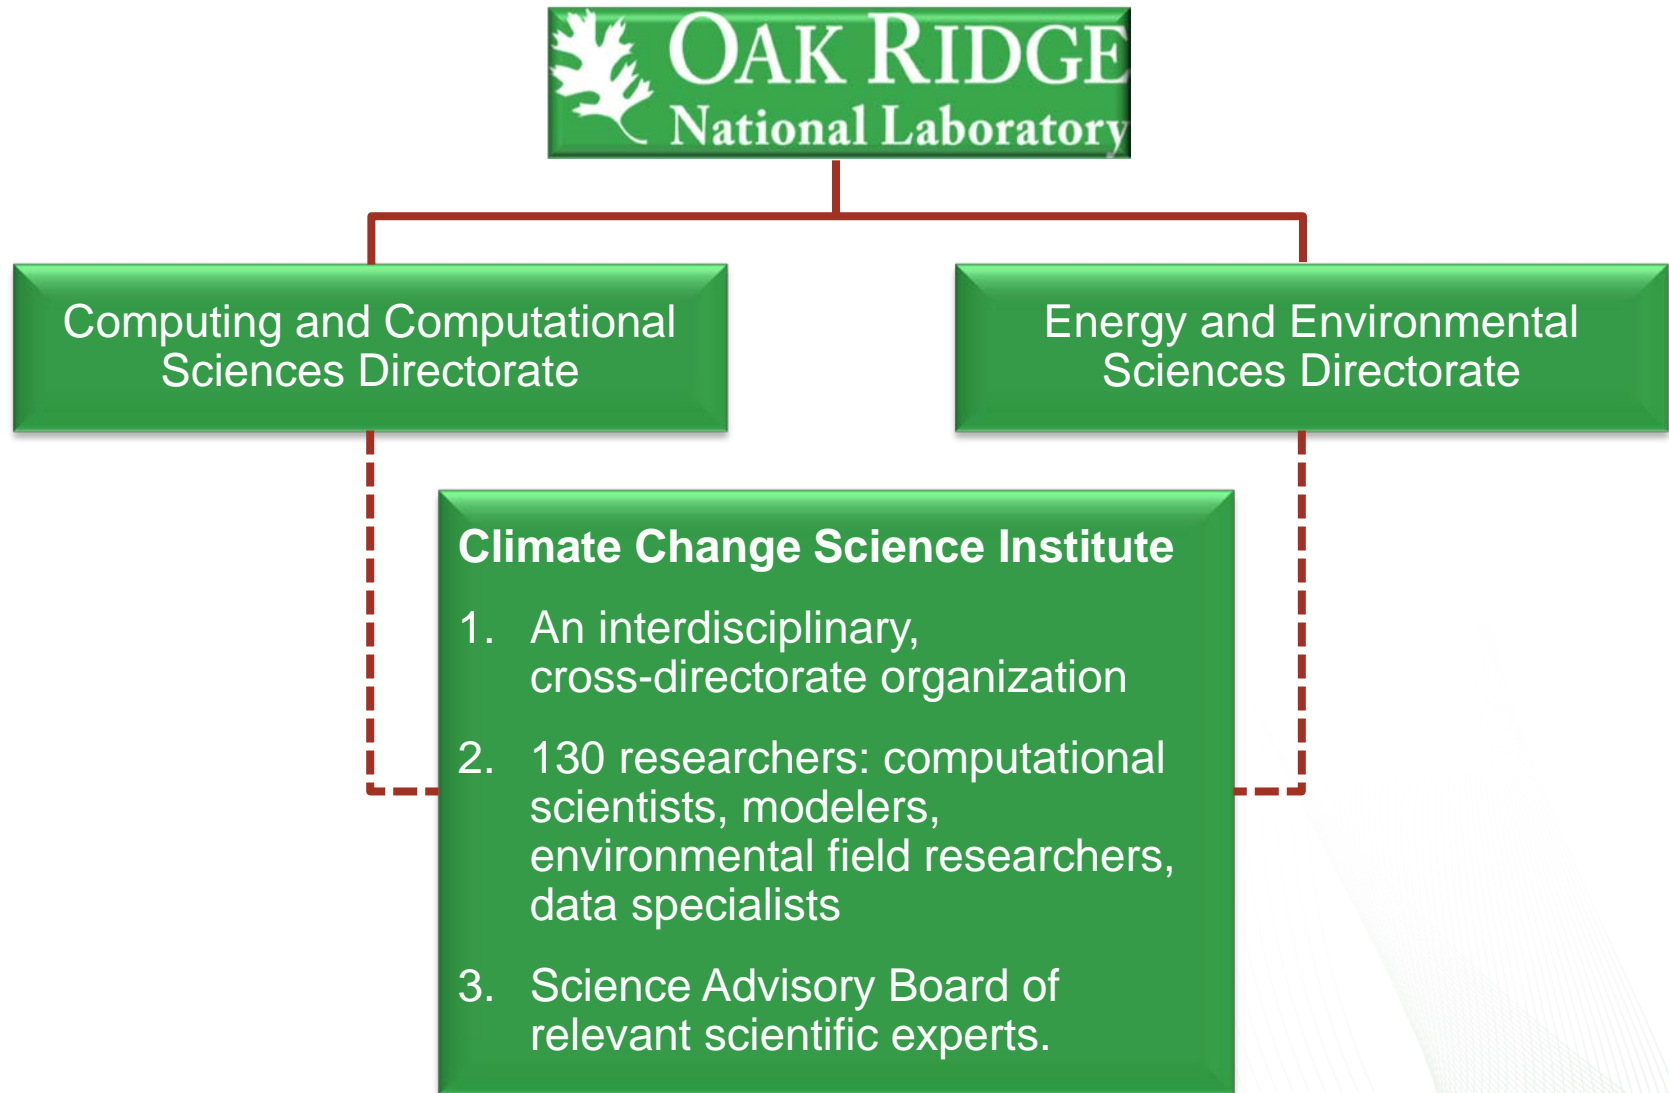 OAK RIDGE
National Laboratory
Computing and Computational
Sciences Directorate
Energy and Environmental
Sciences Directorate
Climate Change Science Institute
1. An interdisciplinary,
cross-directorate organization
2. 130 researchers: computational
scientists, modelers,
environmental field researchers,
data specialists
3. Science Advisory Board of
relevant scientific experts.